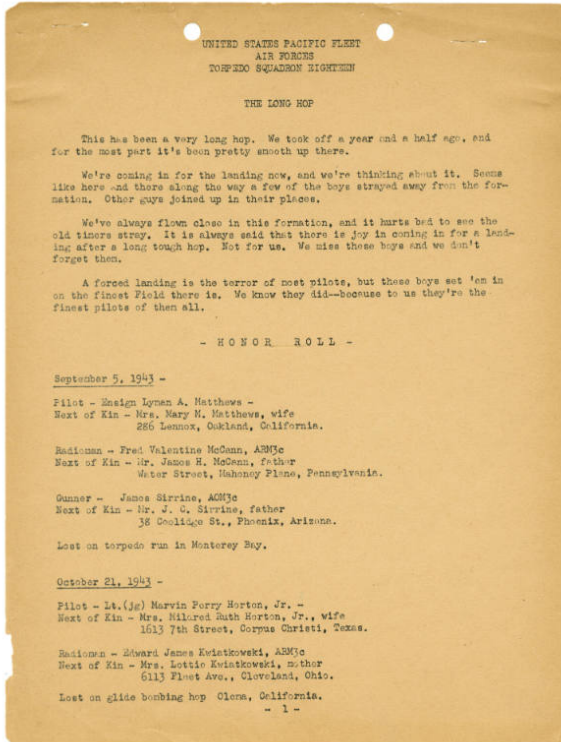 UNITED STATES PACIFIC FLEET
AIR FORCES
TORPEDO SQUADRON EIGHTEEN
THE LONG HOP
This has been a very long hop. We took off a year and a half ago, and
for the most part it's been pretty smooth up there.
We're coming in for the landing now, and we're thinking about it. Seems
like here and there along the way a few of the boys strayed away from the for-
mation. Other guys joined up in their places.
We've always flown close in this formation, and it hurts bad to see the
old timers stray. It is always said that there is joy in coming in for a land-
ing after a long tough hop. Not for us. We miss these boys and we don't
forget them.
A forced landing is the terror of most pilots, but these boys set 'em in
on the finest Field there is. We know they did--because to us they're the
finest pilots of them all.
- H O N O R   R O L L -
September 5, 1943 -
Pilot - Ensign Lyman A. Matthews -
Next of Kin - Mrs. Mary M. Matthews, wife
286 Lennox, Oakland, California.
Radioman - Fred Valentine McCann, ARM3c
Next of Kin - Mr. James H. McCann, father
Water Street, Mahoney Plane, Pennsylvania.
Gunner - James Sirrine, AOM3c
Next of Kin - Mr. J. C. Sirrine, father
38 Coolidge St., Phoenix, Arizona.
Lost on torpedo run in Monterey Bay.
October 21, 1943 -
Pilot - Lt.(jg) Marvin Perry Horton, Jr. -
Next of Kin - Mrs. Mildred Ruth Horton, Jr., wife
1613 7th Street, Corpus Christi, Texas.
Radioman - Edward James Kwiatkowski, ARM3c
Next of Kin - Mrs. Lottie Kwiatkowski, mother
6113 Fleet Ave., Cleveland, Ohio.
Lost on glide bombing hop Clema, California.
- 1 -